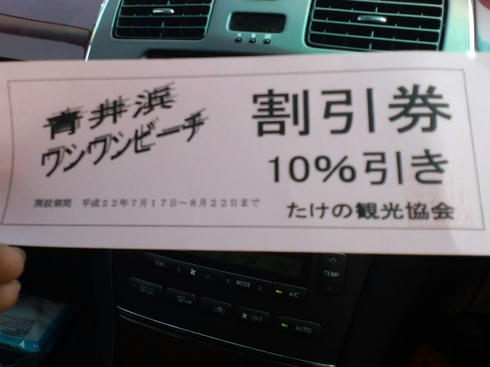 青井浜
ワンワンビーチ
割引券
10%引き
開設期間 平成22年7月17日~8月22日まで
たけの観光協会
TEMP
MODE
A/C
OFF
AUTO